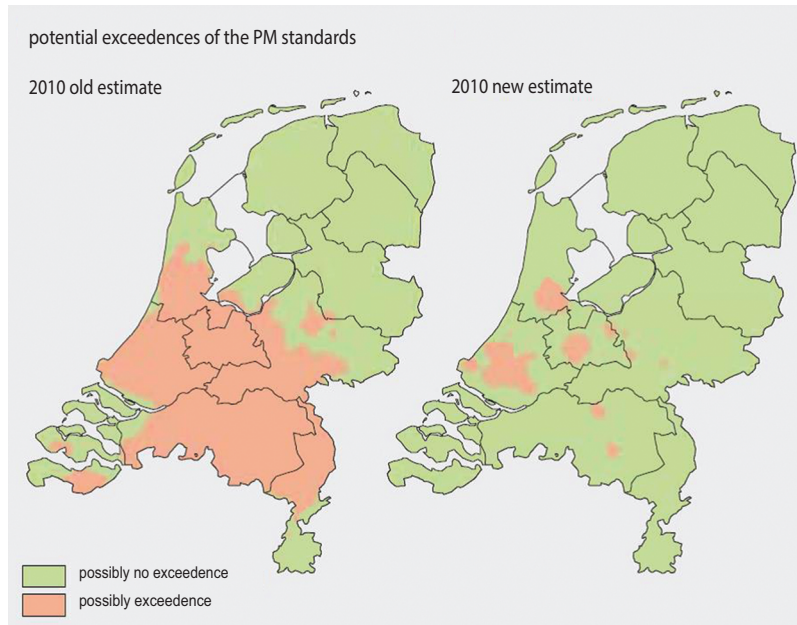 potential exceedences of the PM standards
2010 old estimate
2010 new estimate
possibly no exceedence
possibly exceedence